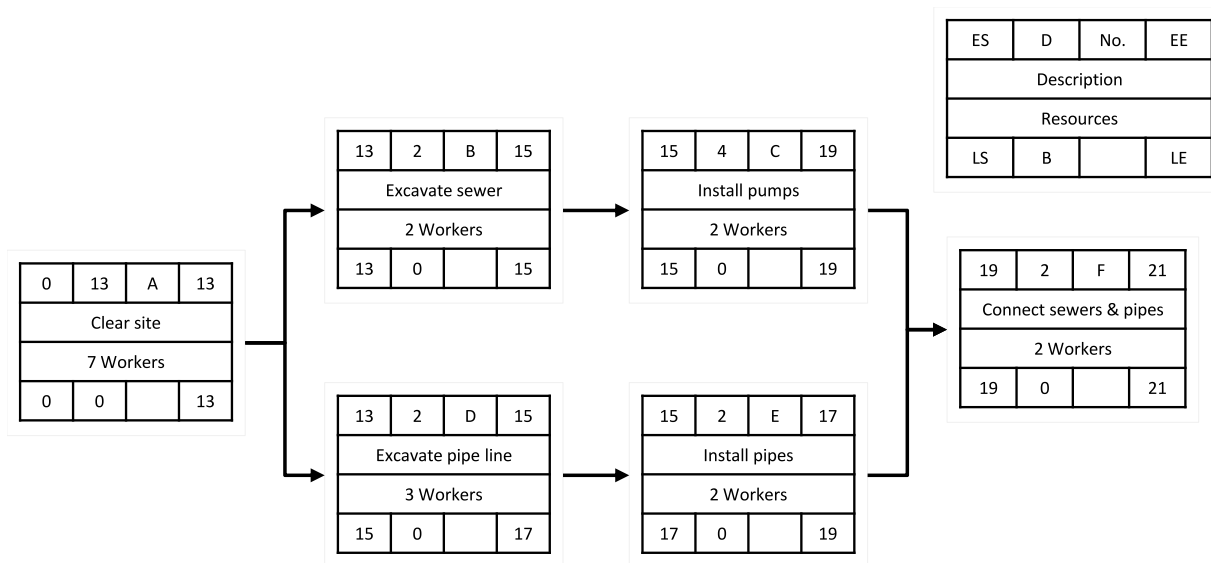 ES D No. EE
Description
Resources
LS B LE
0 13 A 13
Clear site
7 Workers
0 0 13
13 2 B 15
Excavate sewer
2 Workers
13 0 15
15 4 C 19
Install pumps
2 Workers
15 0 19
13 2 D 15
Excavate pipe line
3 Workers
15 0 17
15 2 E 17
Install pipes
2 Workers
17 0 19
19 2 F 21
Connect sewers & pipes
2 Workers
19 0 21